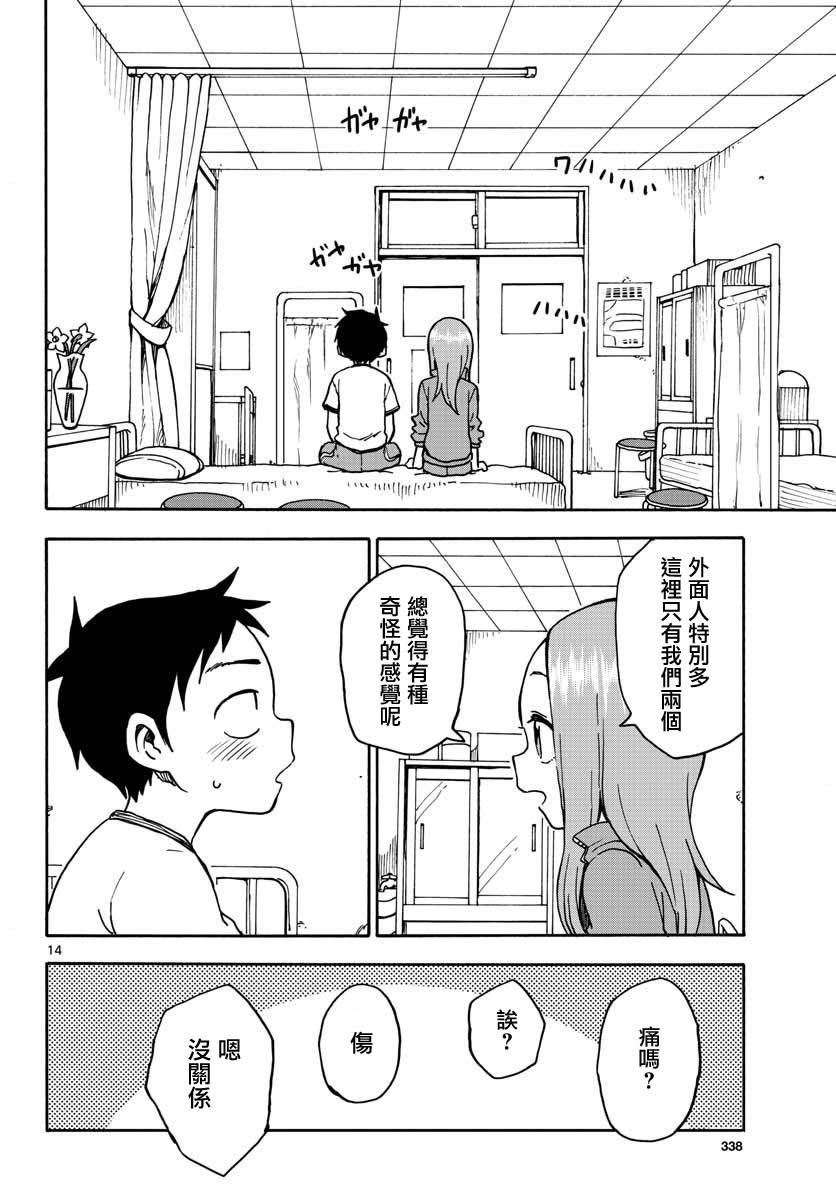 ガヤ ガヤ
ワハハハハ
ガヤ
ガヤ
ハハハハ
外面人特別多
這裡只有我們兩個
總覺得有種
奇怪的感覺呢
14
痛嗎?
誒?
傷
嗯
沒關係
338